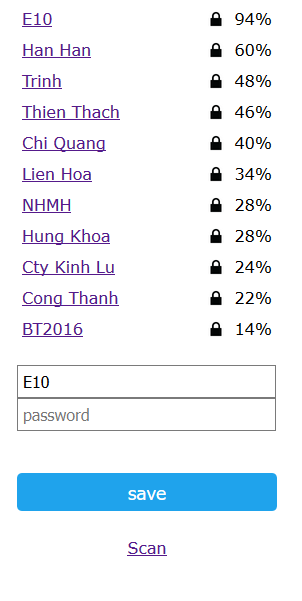 E10 94%
Han Han 60%
Trinh 48%
Thien Thach 46%
Chi Quang 40%
Lien Hoa 34%
NHMH 28%
Hung Khoa 28%
Cty Kinh Lu 24%
Cong Thanh 22%
BT2016 14%
E10
password
save
Scan